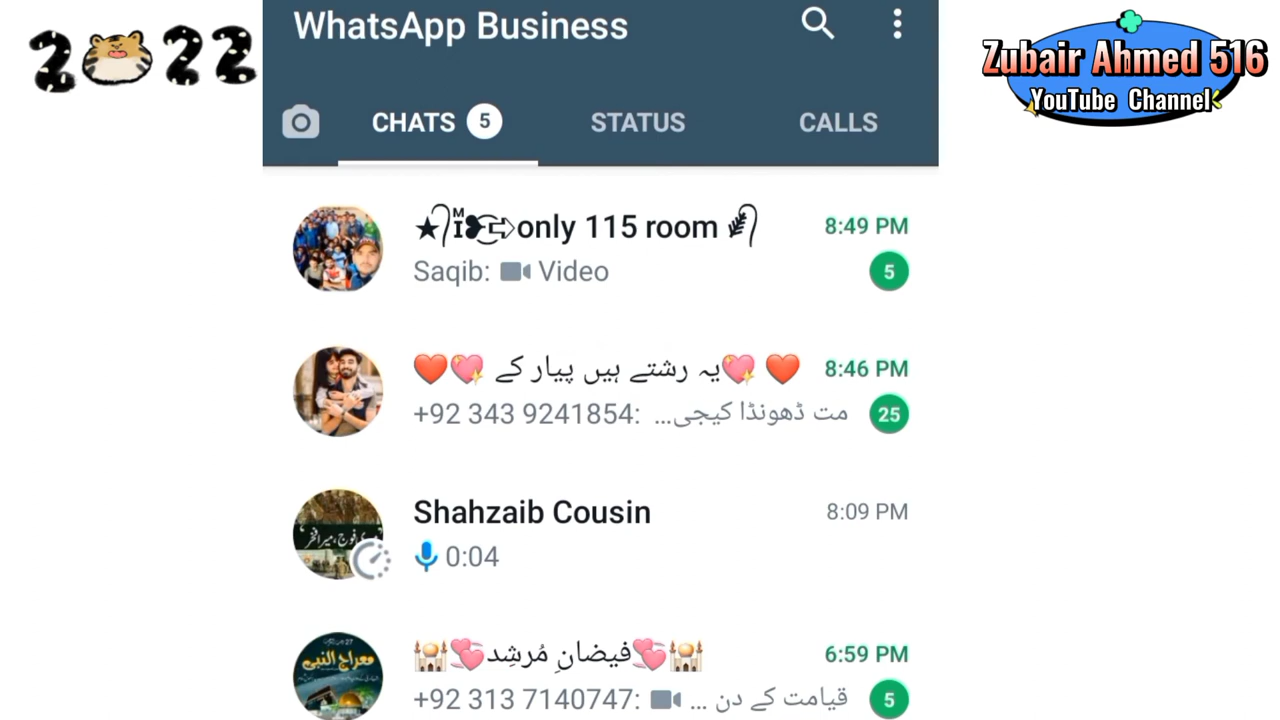 2022
WhatsApp Business
Zubair Ahmed 516
YouTube Channel
CHATS 5 STATUS CALLS
only 115 room 8:49 PM
Saqib: Video 5
❤️💖 یہ رشتے ہیں پیار کے 💖❤️ 8:46 PM
+92 343 9241854: مت ڈھونڈا کیجی... 25
Shahzaib Cousin 8:09 PM
0:04
🕌💞فیضانِ مُرشِد💞🕌 6:59 PM
+92 313 7140747: قیامت کے دن ... 5
معراج النبی